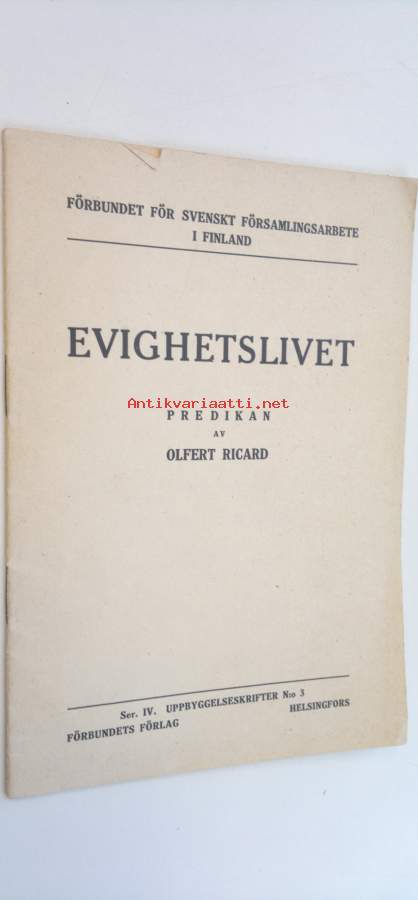 FÖRBUNDET FÖR SVENSKT FÖRSAMLINGSARBETE
I FINLAND
EVIGHETSLIVET
Antikvariaatti.net
PREDIKAN
AV
OLFERT RICARD
Ser. IV. UPPBYGGELSESKRIFTER N:o 3
FÖRBUNDETS FÖRLAG HELSINGFORS